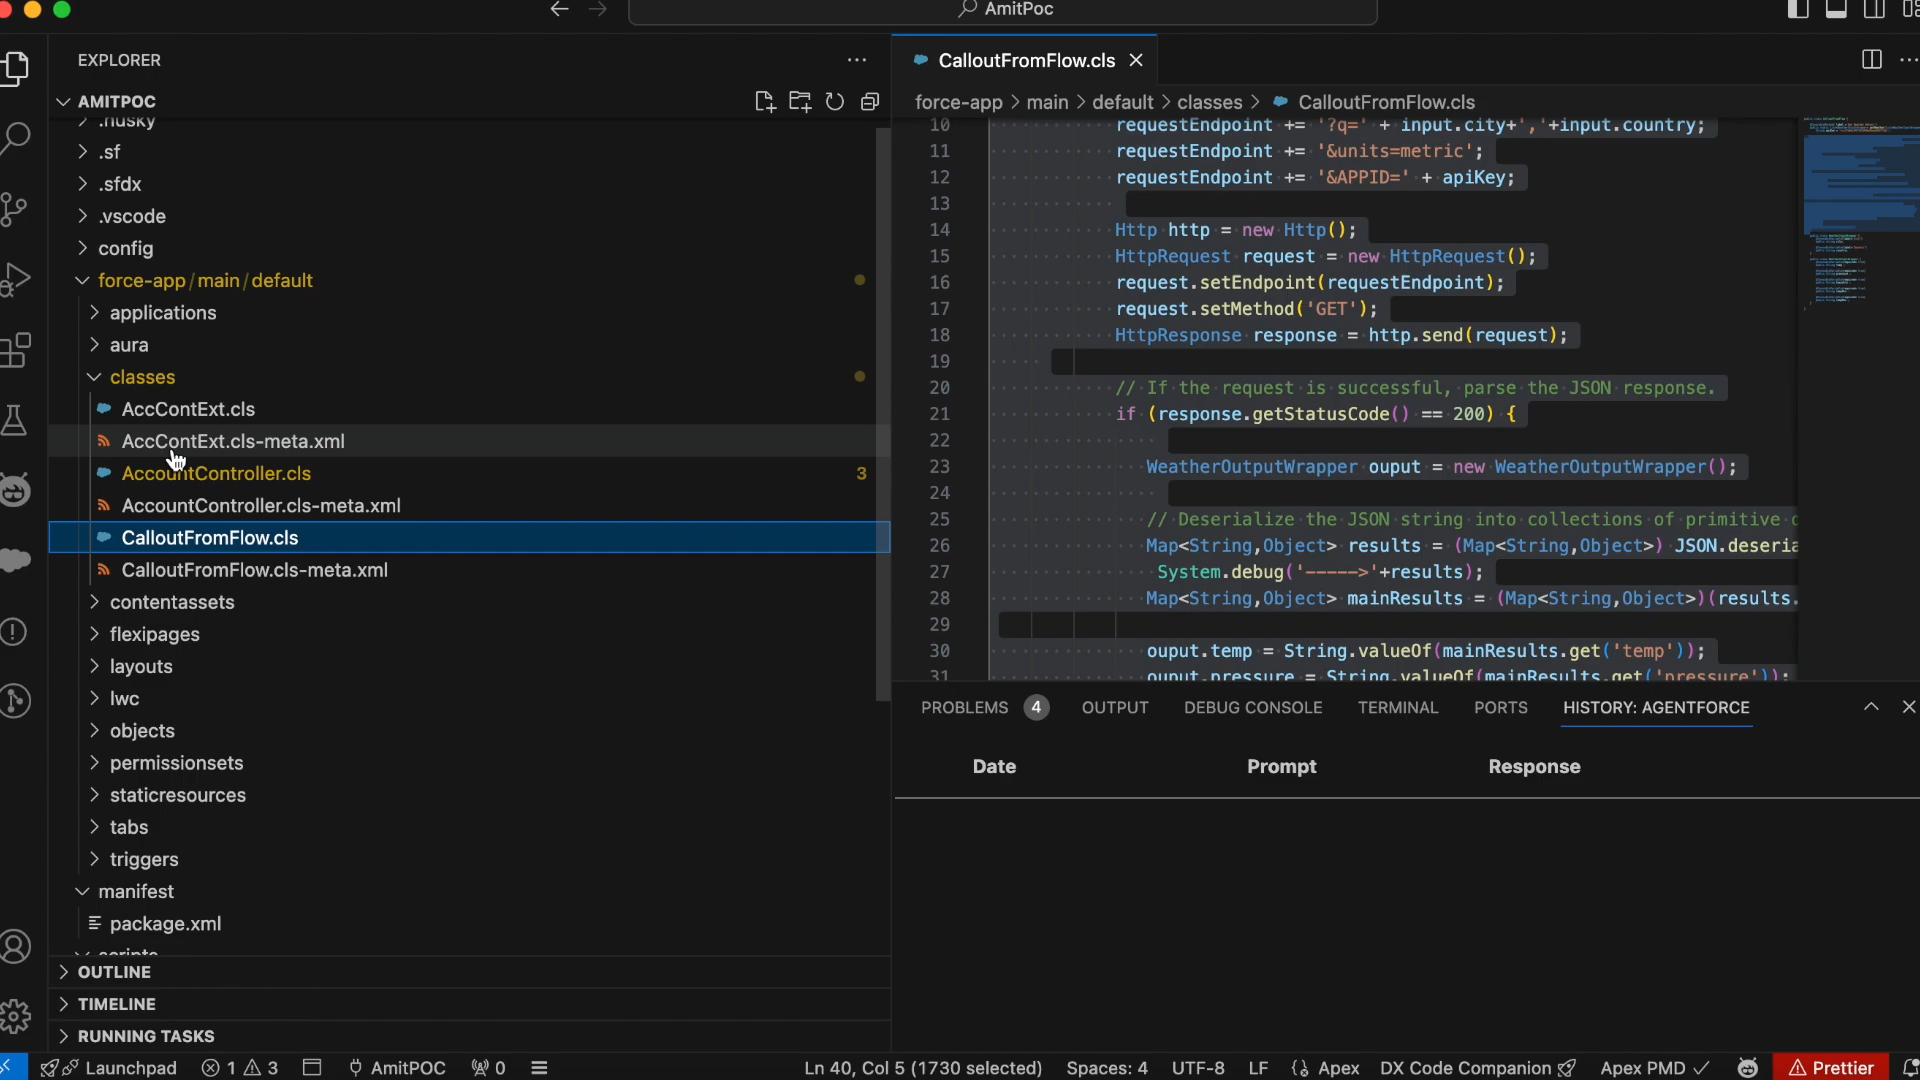 AmitPoc
EXPLORER
AMITPOC
.husky
.sf
.sfdx
.vscode
config
force-app / main / default
applications
aura
classes
AccContExt.cls
AccContExt.cls-meta.xml
AccountController.cls 3
AccountController.cls-meta.xml
CalloutFromFlow.cls
CalloutFromFlow.cls-meta.xml
contentassets
flexipages
layouts
lwc
objects
permissionsets
staticresources
tabs
triggers
manifest
package.xml
scripts
OUTLINE
TIMELINE
RUNNING TASKS
CalloutFromFlow.cls
force-app > main > default > classes > CalloutFromFlow.cls
10 requestEndpoint += '?q=' + input.city+','+input.country;
11 requestEndpoint += '&units=metric';
12 requestEndpoint += '&APPID=' + apiKey;
13
14 Http http = new Http();
15 HttpRequest request = new HttpRequest();
16 request.setEndpoint(requestEndpoint);
17 request.setMethod('GET');
18 HttpResponse response = http.send(request);
19
20 // If the request is successful, parse the JSON response.
21 if (response.getStatusCode() == 200) {
22
23 WeatherOutputWrapper ouput = new WeatherOutputWrapper();
24
25 // Deserialize the JSON string into collections of primitive
26 Map<String,Object> results = (Map<String,Object>) JSON.deseria
27 System.debug('----->'+results);
28 Map<String,Object> mainResults = (Map<String,Object>)(results.
29
30 ouput.temp = String.valueOf(mainResults.get('temp'));
31 ouput.pressure = String.valueOf(mainResults.get('pressure'));
PROBLEMS 4 OUTPUT DEBUG CONSOLE TERMINAL PORTS HISTORY: AGENTFORCE
Date Prompt Response
Launchpad 1 3 AmitPOC 0 Ln 40, Col 5 (1730 selected) Spaces: 4 UTF-8 LF {} Apex DX Code Companion Apex PMD Prettier